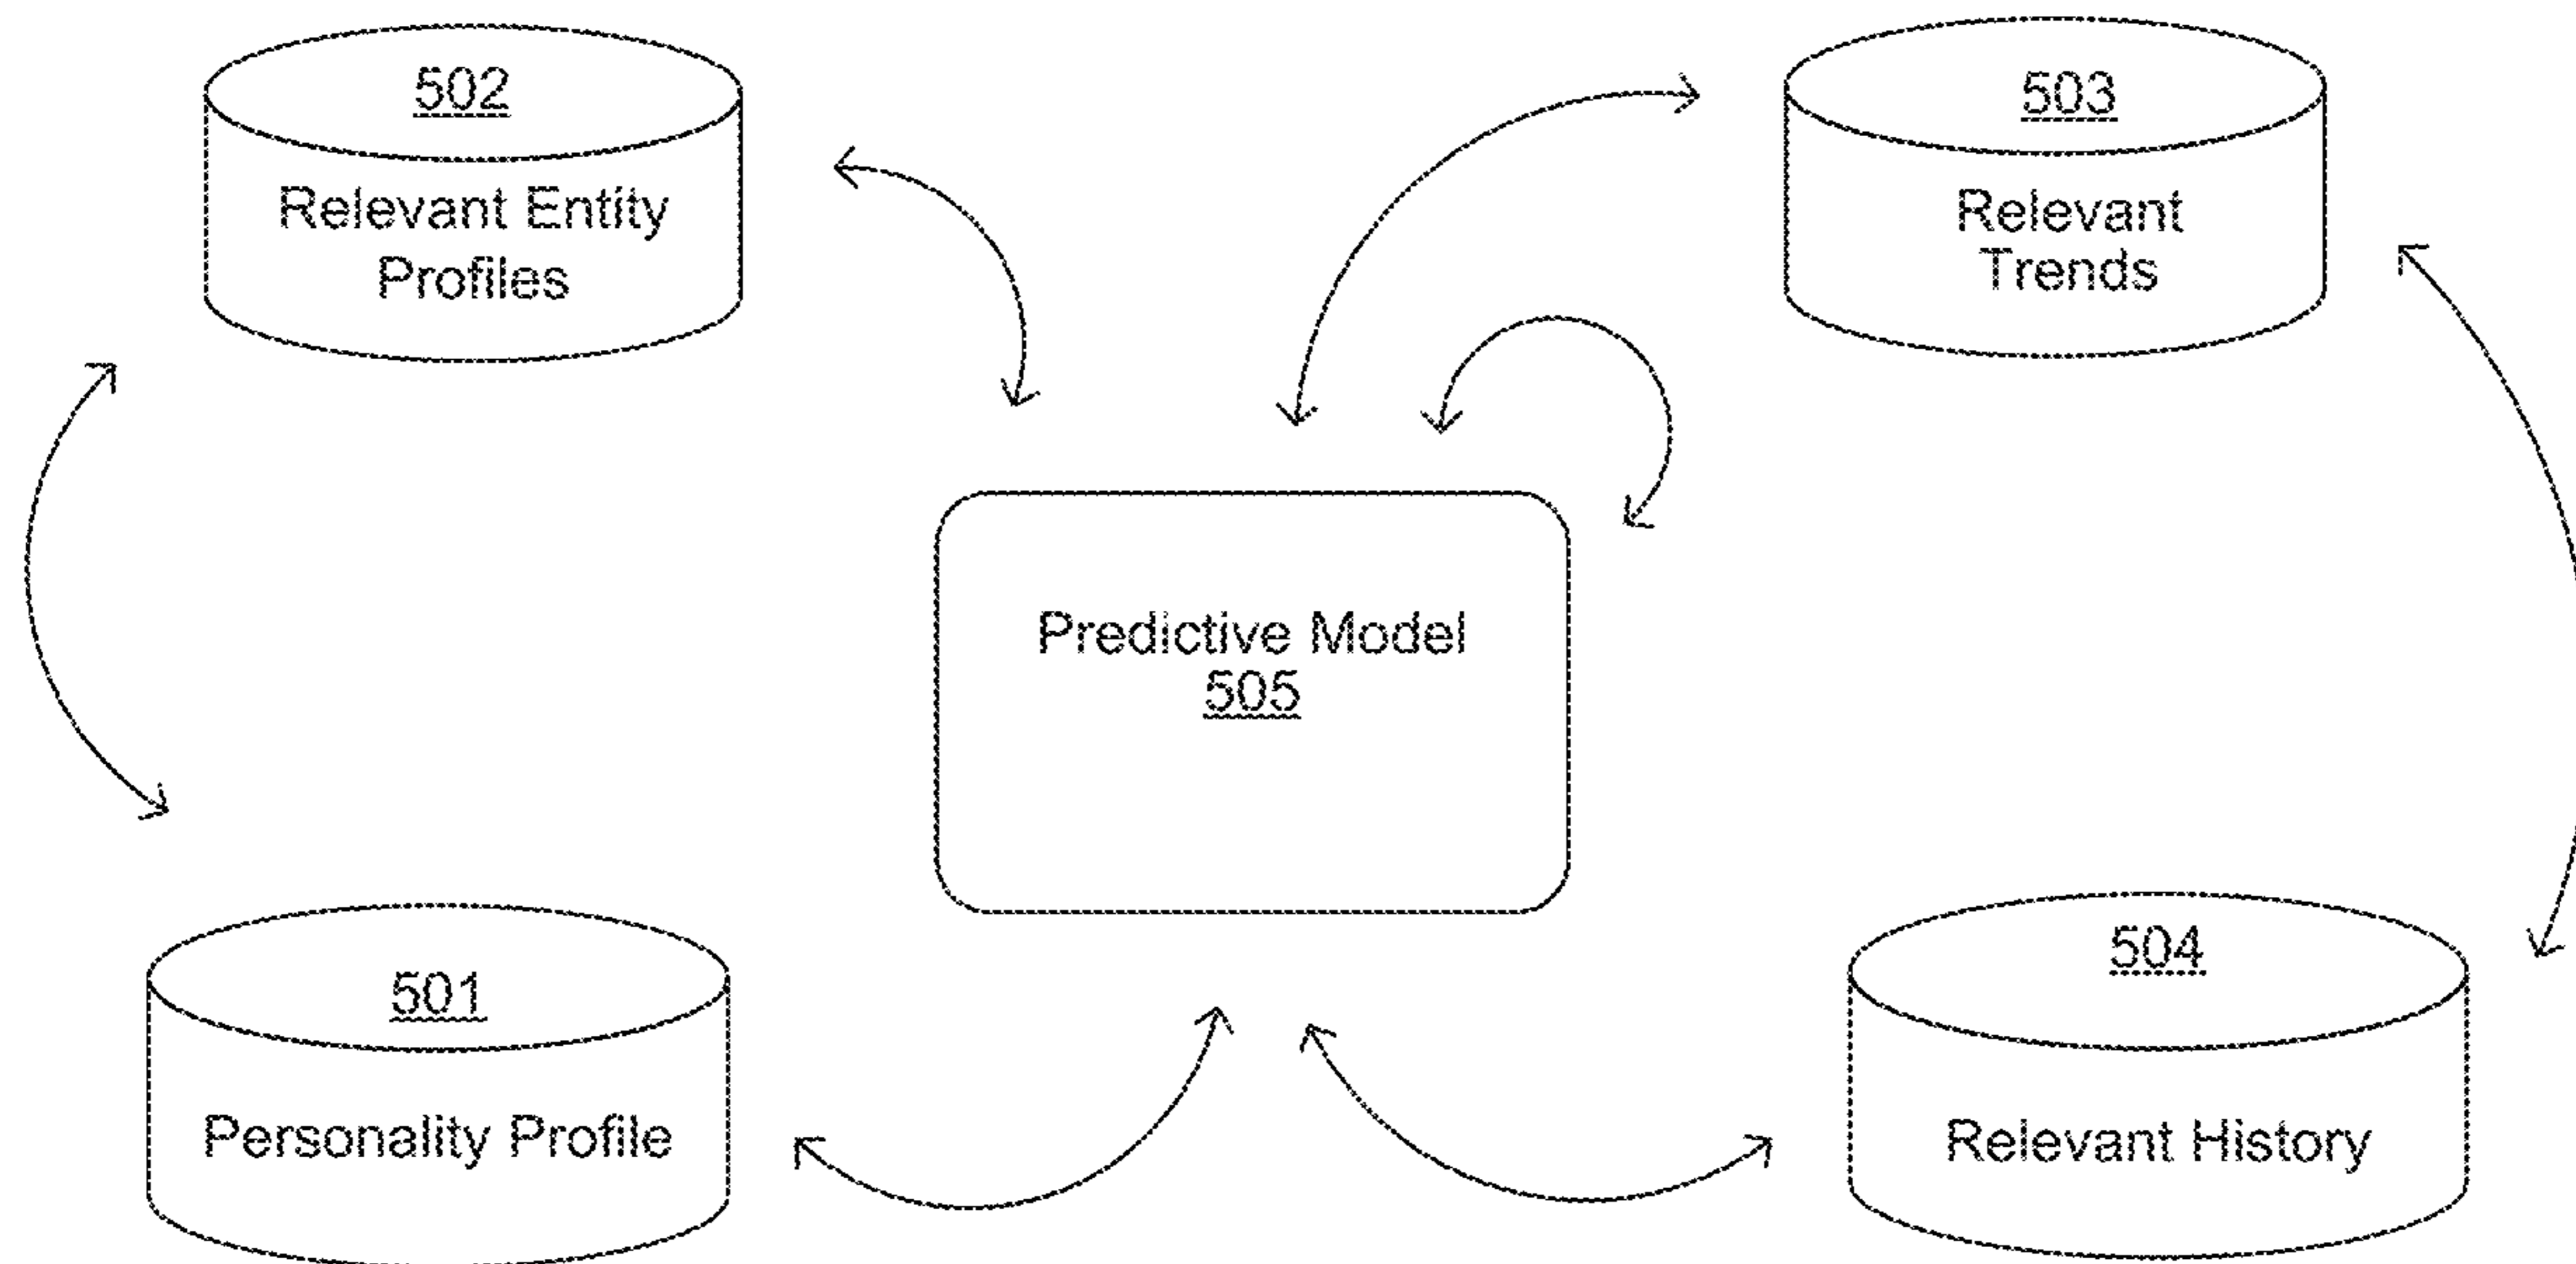 502
Relevant Entity
Profiles
503
Relevant
Trends
Predictive Model
505
501
Personality Profile
504
Relevant History